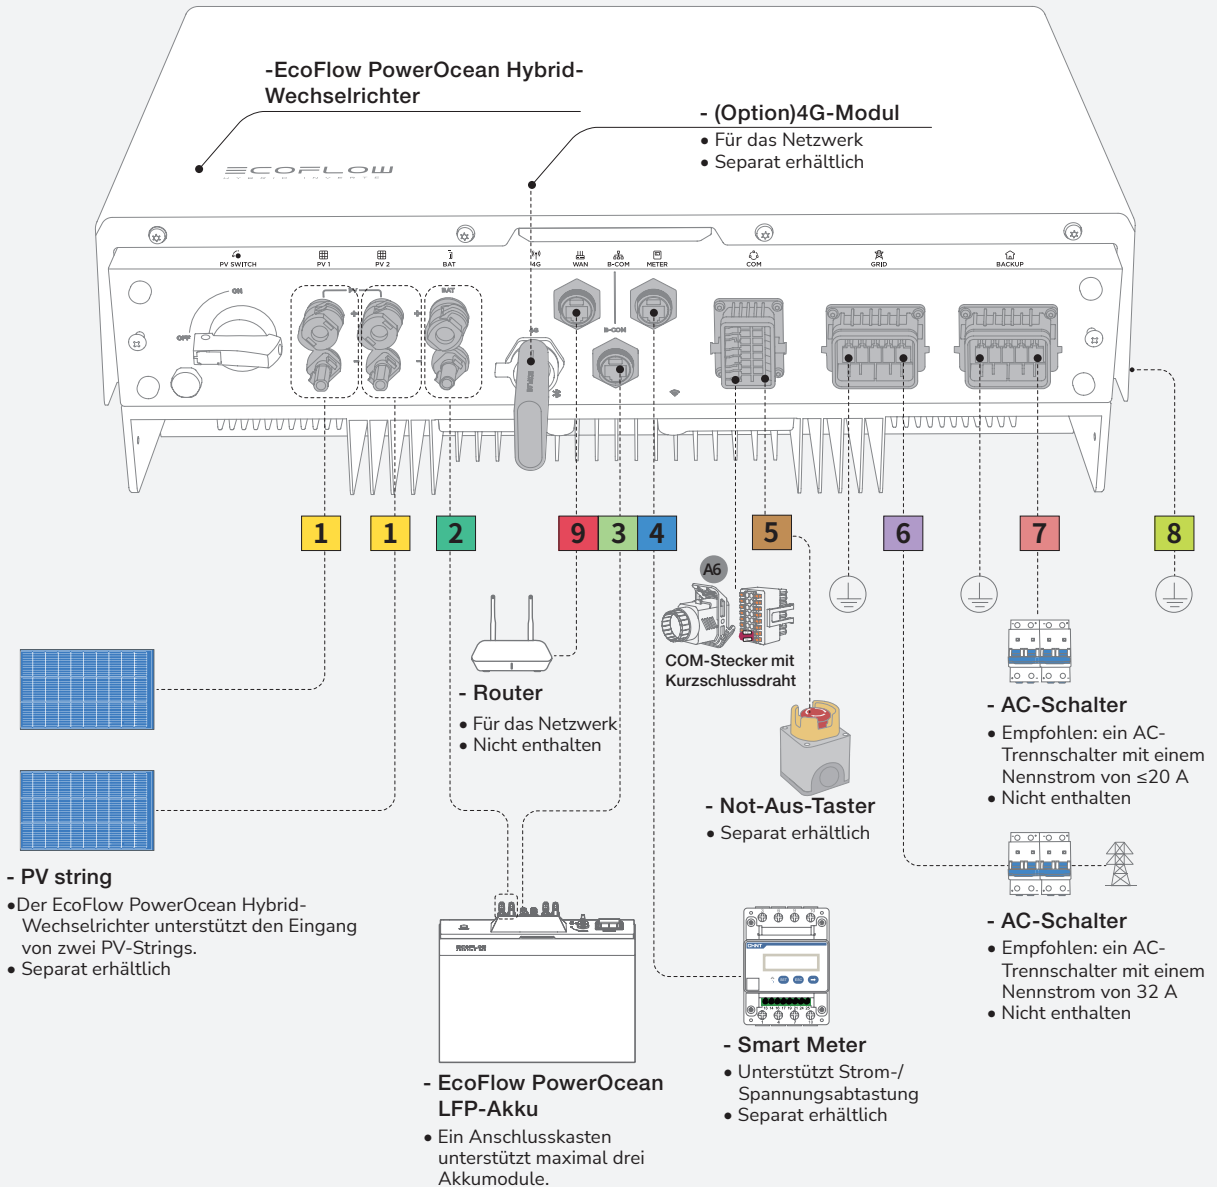 -EcoFlow PowerOcean Hybrid-
Wechselrichter
- (Option)4G-Modul
• Für das Netzwerk
• Separat erhältlich
ECOFLOW
PV SWITCH
PV 1
PV 2
BAT
4G
WAN
B-COM
METER
COM
GRID
BACKUP
ON
OFF
PV
+
+
BAT
4G
B-COM
-
-
1
1
2
9
3
4
5
6
7
8
A6
COM-Stecker mit
Kurzschlussdraht
- Router
• Für das Netzwerk
• Nicht enthalten
- Not-Aus-Taster
• Separat erhältlich
- AC-Schalter
• Empfohlen: ein AC-
Trennschalter mit einem
Nennstrom von ≤20 A
• Nicht enthalten
- AC-Schalter
• Empfohlen: ein AC-
Trennschalter mit einem
Nennstrom von 32 A
• Nicht enthalten
- PV string
•Der EcoFlow PowerOcean Hybrid-
Wechselrichter unterstützt den Eingang
von zwei PV-Strings.
• Separat erhältlich
CHNT
- Smart Meter
• Unterstützt Strom-/
Spannungsabtastung
• Separat erhältlich
- EcoFlow PowerOcean
LFP-Akku
• Ein Anschlusskasten
unterstützt maximal drei
Akkumodule.